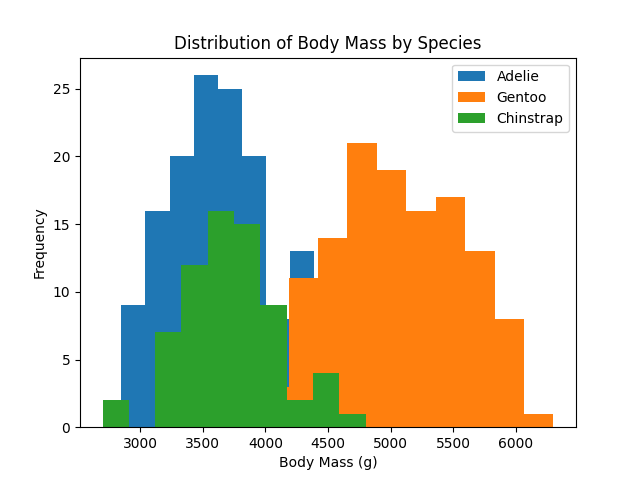 Distribution of Body Mass by Species
Adelie
Gentoo
Chinstrap
Frequency
25
20
15
10
5
0
3000 3500 4000 4500 5000 5500 6000
Body Mass (g)